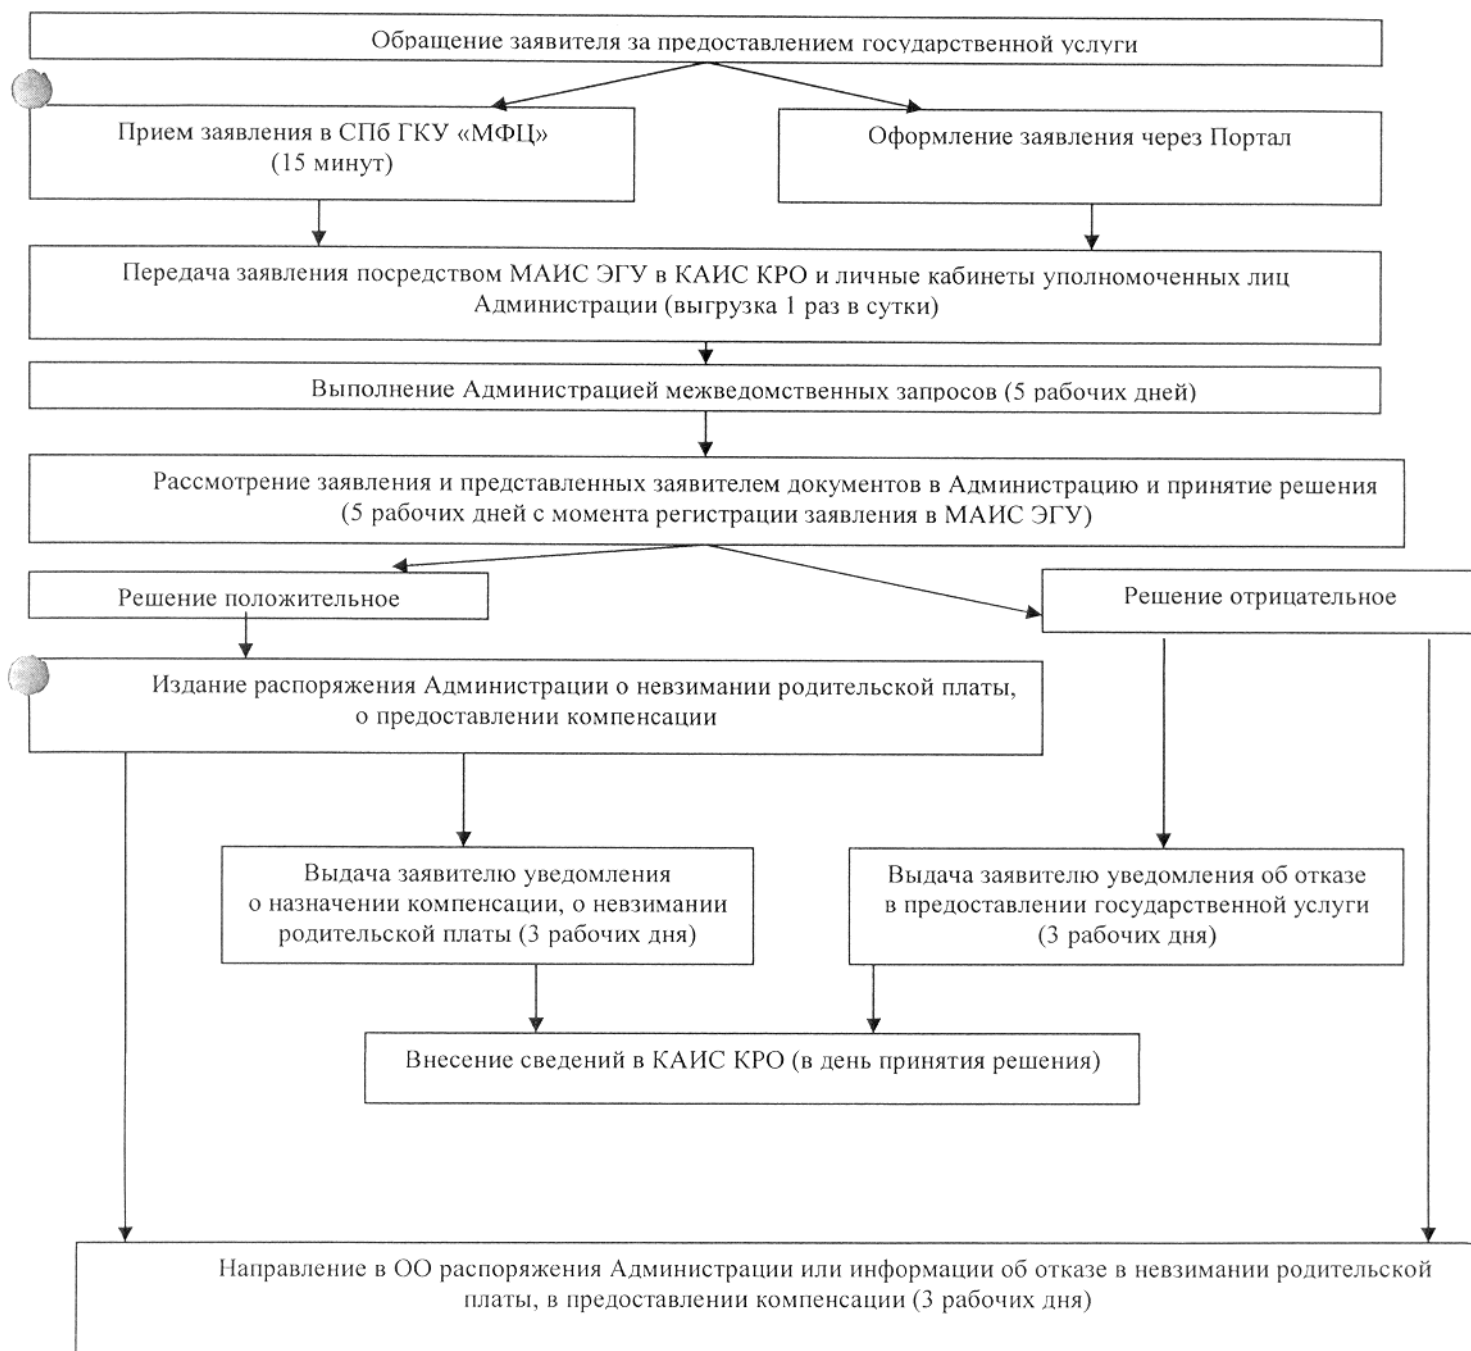 Обращение заявителя за предоставлением государственной услуги
Прием заявления в СПб ГКУ «МФЦ»
(15 минут)
Оформление заявления через Портал
Передача заявления посредством МАИС ЭГУ в КАИС КРО и личные кабинеты уполномоченных лиц
Администрации (выгрузка 1 раз в сутки)
Выполнение Администрацией межведомственных запросов (5 рабочих дней)
Рассмотрение заявления и представленных заявителем документов в Администрацию и принятие решения
(5 рабочих дней с момента регистрации заявления в МАИС ЭГУ)
Решение положительное
Решение отрицательное
Издание распоряжения Администрации о невзимании родительской платы,
о предоставлении компенсации
Выдача заявителю уведомления
о назначении компенсации, о невзимании
родительской платы (3 рабочих дня)
Выдача заявителю уведомления об отказе
в предоставлении государственной услуги
(3 рабочих дня)
Внесение сведений в КАИС КРО (в день принятия решения)
Направление в ОО распоряжения Администрации или информации об отказе в невзимании родительской
платы, в предоставлении компенсации (3 рабочих дня)